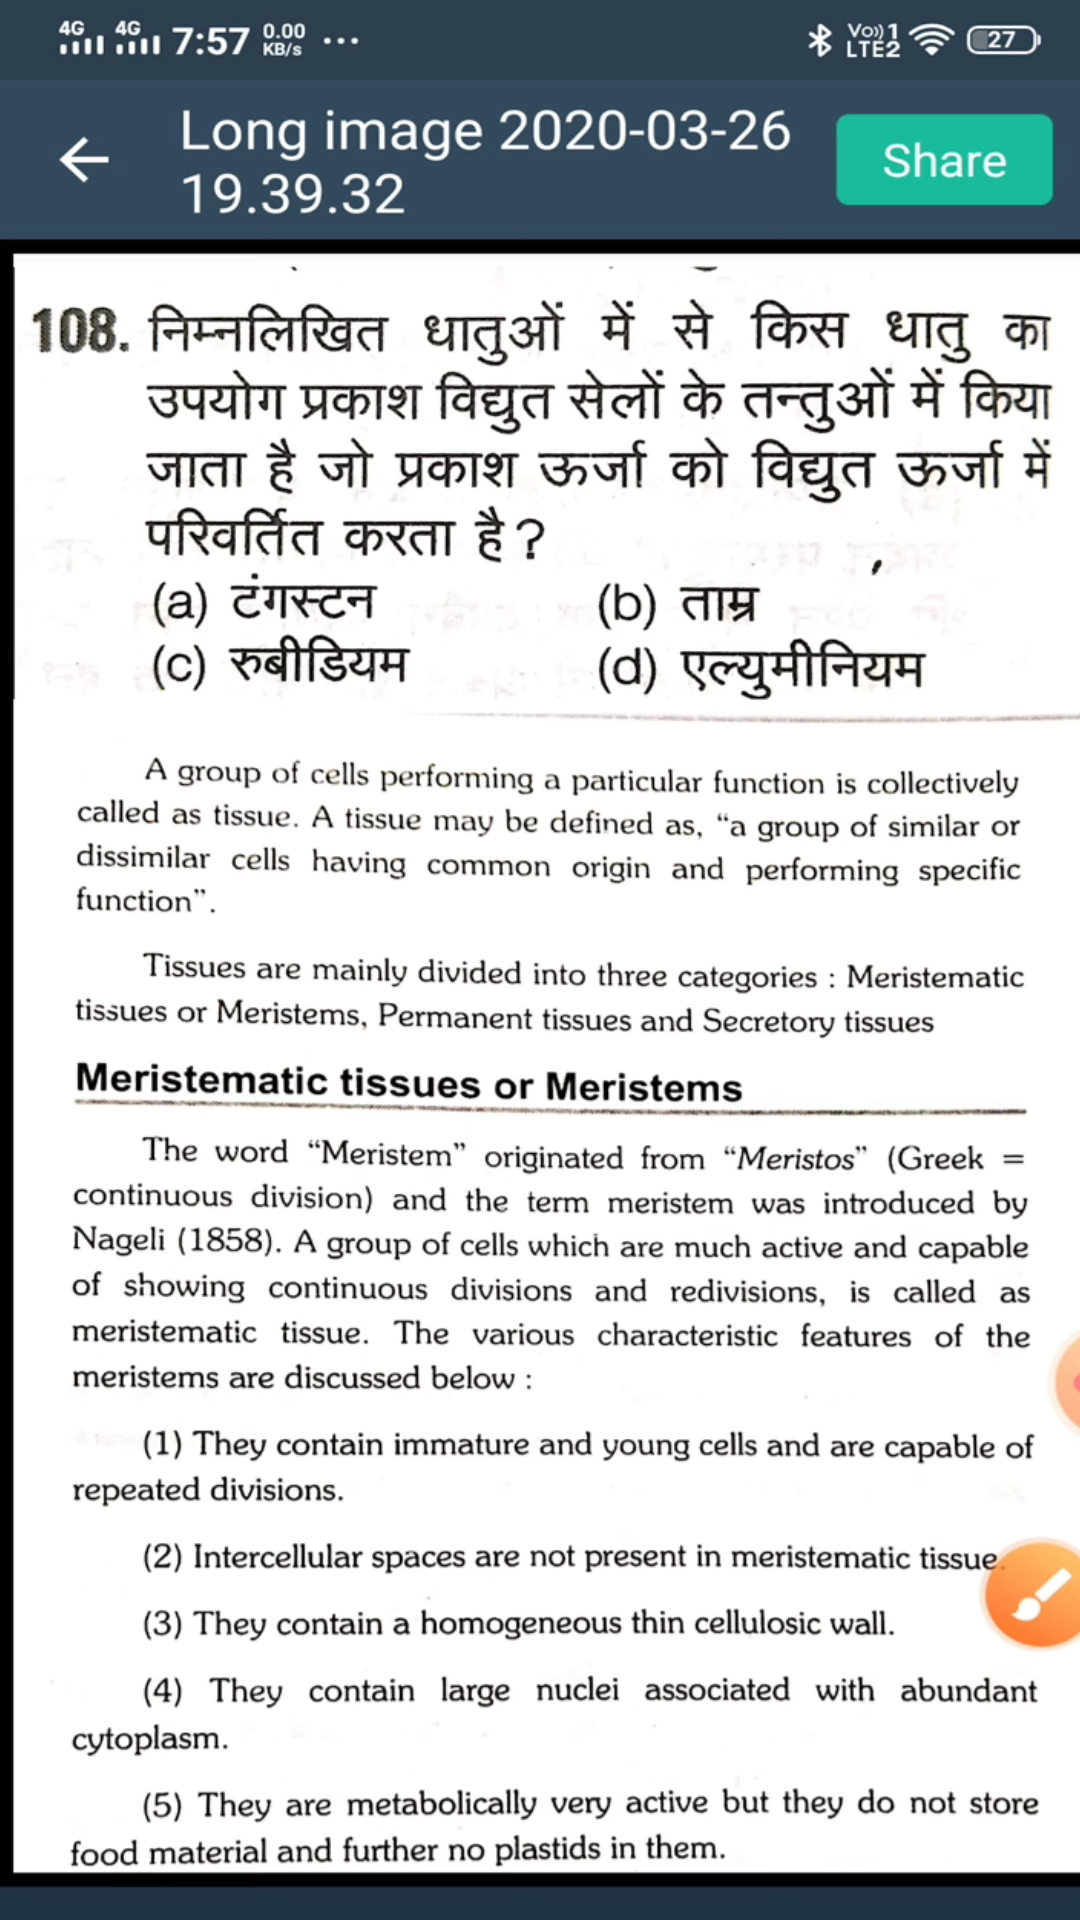 4G 4G 7:57 0.00 KB/s ... Vo)) 1 LTE2 27
Long image 2020-03-26
19.39.32
Share
108. निम्नलिखित धातुओं में से किस धातु का
उपयोग प्रकाश विद्युत सेलों के तन्तुओं में किया
जाता है जो प्रकाश ऊर्जा को विद्युत ऊर्जा में
परिवर्तित करता है?
(a) टंगस्टन (b) ताम्र
(c) रुबीडियम (d) एल्युमीनियम
A group of cells performing a particular function is collectively
called as tissue. A tissue may be defined as, “a group of similar or
dissimilar cells having common origin and performing specific
function”.
Tissues are mainly divided into three categories : Meristematic
tissues or Meristems, Permanent tissues and Secretory tissues
Meristematic tissues or Meristems
The word “Meristem” originated from “Meristos” (Greek =
continuous division) and the term meristem was introduced by
Nageli (1858). A group of cells which are much active and capable
of showing continuous divisions and redivisions, is called as
meristematic tissue. The various characteristic features of the
meristems are discussed below :
(1) They contain immature and young cells and are capable of
repeated divisions.
(2) Intercellular spaces are not present in meristematic tissue.
(3) They contain a homogeneous thin cellulosic wall.
(4) They contain large nuclei associated with abundant
cytoplasm.
(5) They are metabolically very active but they do not store
food material and further no plastids in them.